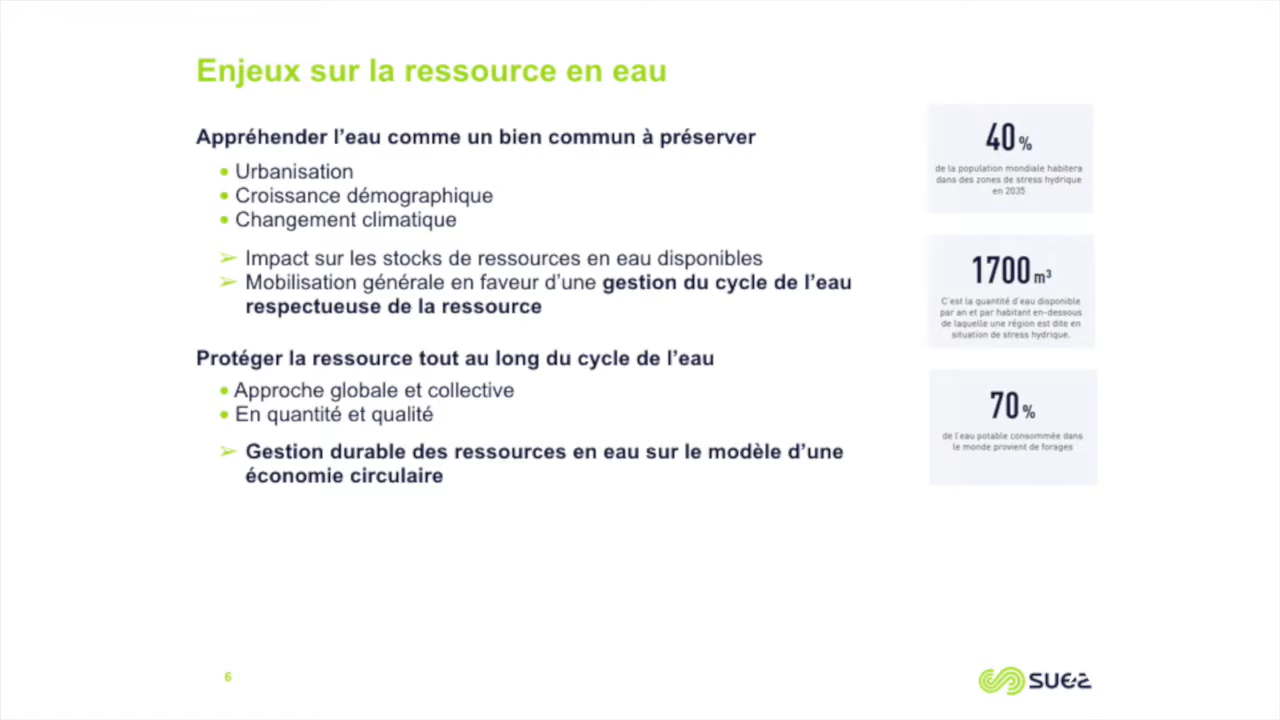 Enjeux sur la ressource en eau
Appréhender l’eau comme un bien commun à préserver
• Urbanisation
• Croissance démographique
• Changement climatique
➢ Impact sur les stocks de ressources en eau disponibles
➢ Mobilisation générale en faveur d’une gestion du cycle de l’eau
respectueuse de la ressource
Protéger la ressource tout au long du cycle de l’eau
• Approche globale et collective
• En quantité et qualité
➢ Gestion durable des ressources en eau sur le modèle d’une
économie circulaire
40 %
de la population mondiale habitera
dans des zones de stress hydrique
en 2035
1700 m³
C’est la quantité d’eau disponible
par an et par habitant en-dessous
de laquelle une région est dite en
situation de stress hydrique.
70 %
de l’eau potable consommée dans
le monde provient de forages
6
suez